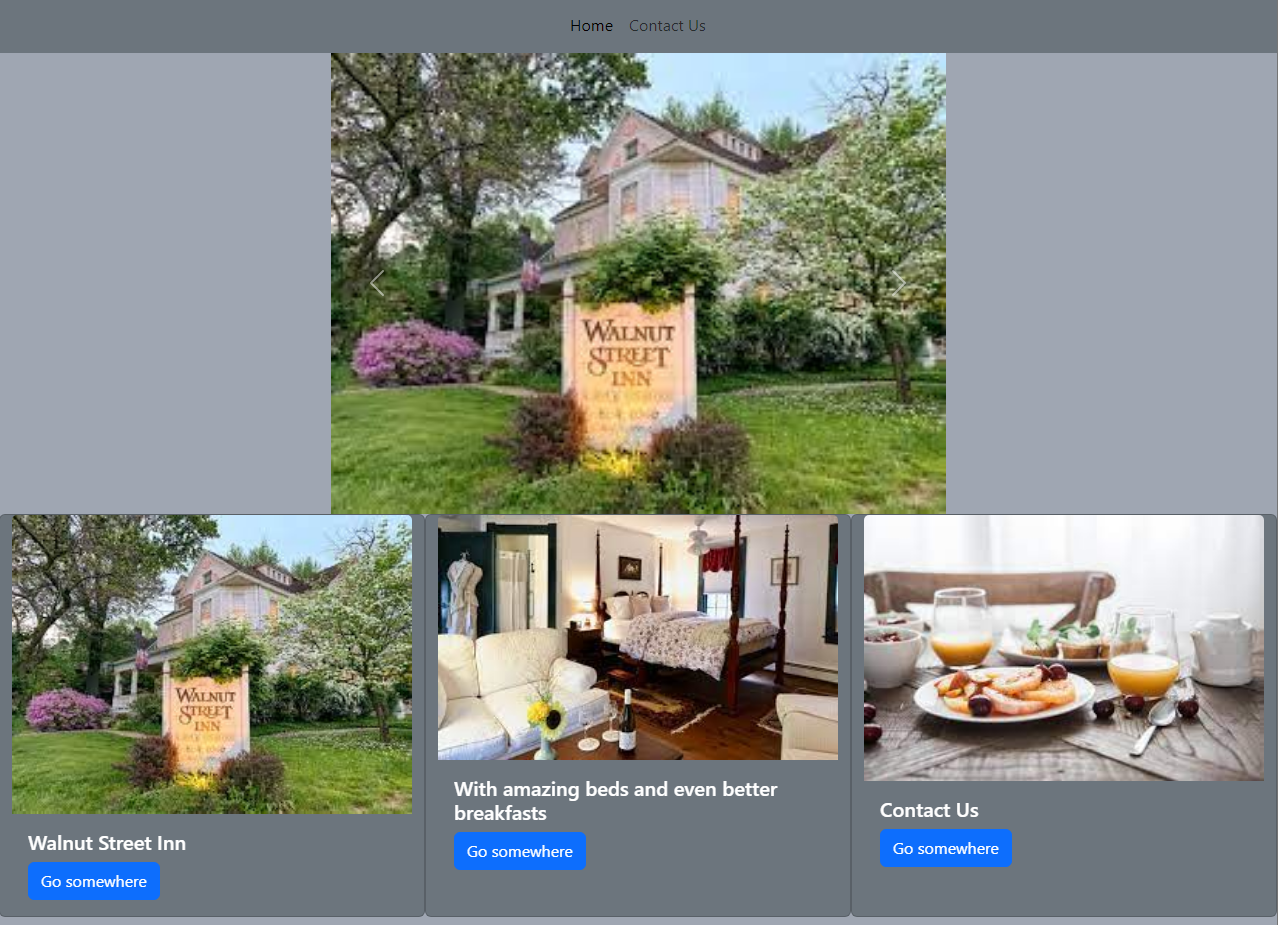 Home Contact Us
WALNUT
STREET
INN
WALNUT
STREET
INN
Walnut Street Inn
Go somewhere
With amazing beds and even better
breakfasts
Go somewhere
Contact Us
Go somewhere